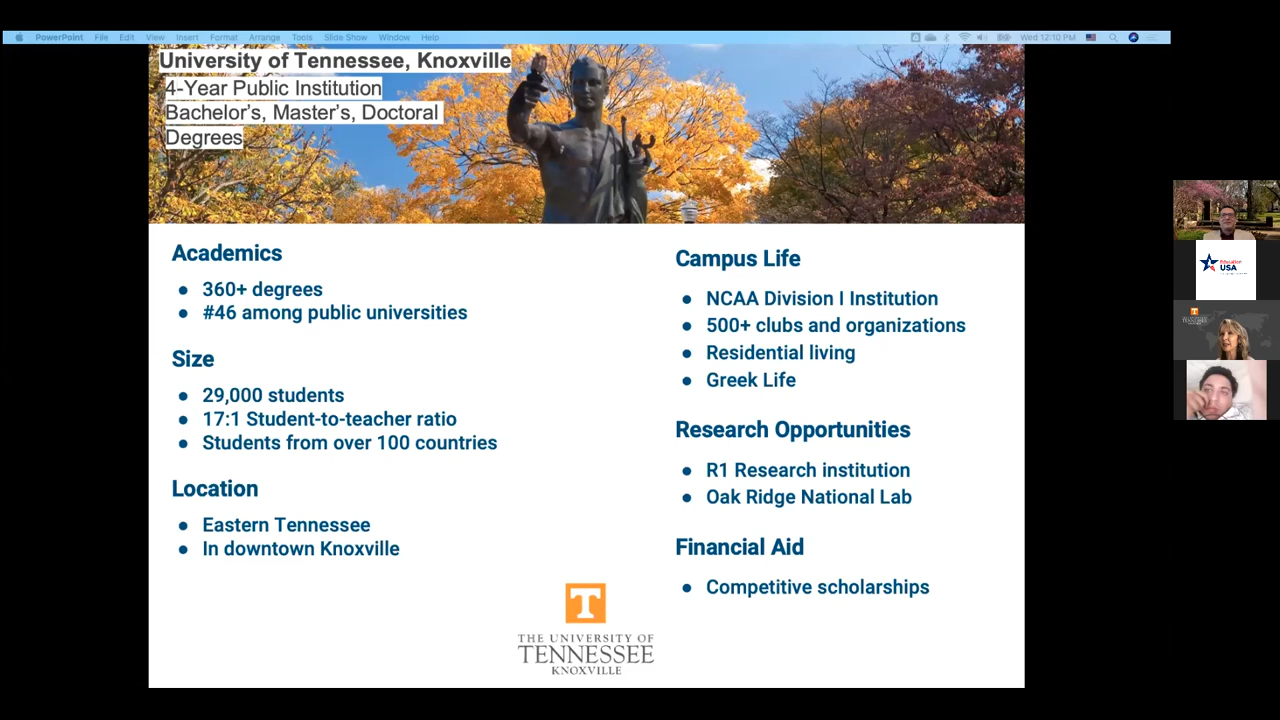 PowerPoint File Edit View Insert Format Arrange Tools Slide Show Window Help Wed 12:10 PM
University of Tennessee, Knoxville
4-Year Public Institution
Bachelor's, Master's, Doctoral
Degrees
Academics
360+ degrees
#46 among public universities
Size
29,000 students
17:1 Student-to-teacher ratio
Students from over 100 countries
Location
Eastern Tennessee
In downtown Knoxville
Campus Life
NCAA Division I Institution
500+ clubs and organizations
Residential living
Greek Life
Research Opportunities
R1 Research institution
Oak Ridge National Lab
Financial Aid
Competitive scholarships
T
THE UNIVERSITY OF
TENNESSEE
KNOXVILLE
Education
USA
T
TENNESSEE